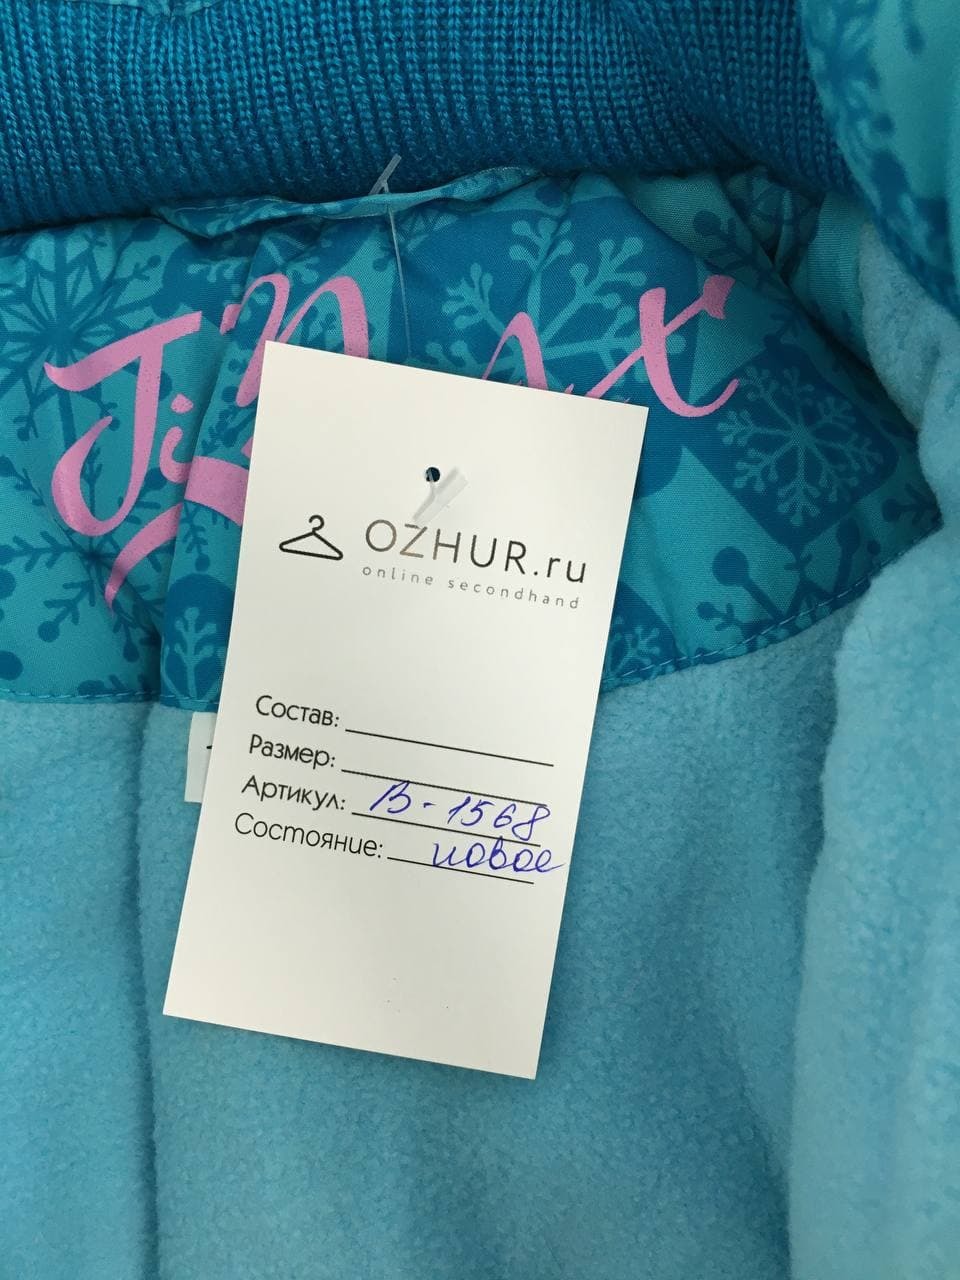 OZHUR.ru
online secondhand
Состав:
Размер:
Артикул: В-1568
Состояние: новое